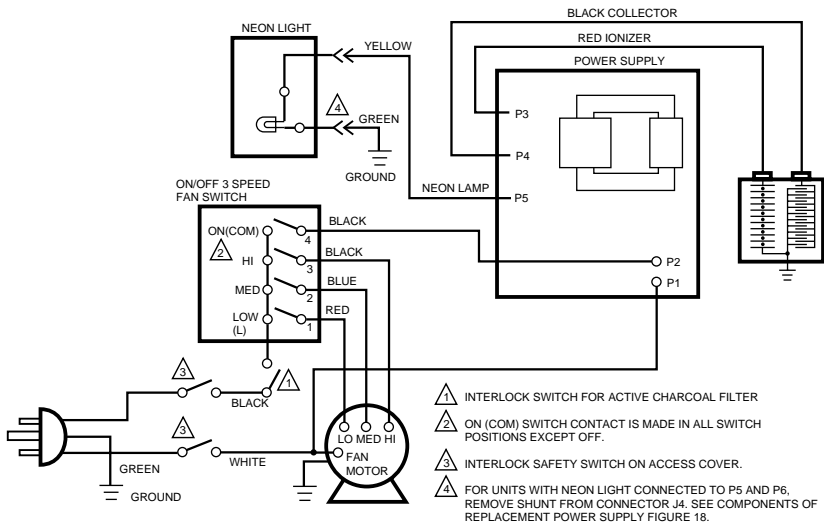 BLACK COLLECTOR
NEON LIGHT
RED IONIZER
YELLOW
POWER SUPPLY
4
GREEN
P3
GROUND
P4
ON/OFF 3 SPEED
FAN SWITCH
NEON LAMP
P5
BLACK
ON(COM)
4
2
BLACK
HI
3
P2
BLUE
MED
2
P1
RED
LOW
(L)
1
3
1
BLACK
1 INTERLOCK SWITCH FOR ACTIVE CHARCOAL FILTER
2 ON (COM) SWITCH CONTACT IS MADE IN ALL SWITCH
POSITIONS EXCEPT OFF.
3
LO MED HI
WHITE
FAN
MOTOR
GREEN
GROUND
3 INTERLOCK SAFETY SWITCH ON ACCESS COVER.
4 FOR UNITS WITH NEON LIGHT CONNECTED TO P5 AND P6,
REMOVE SHUNT FROM CONNECTOR J4. SEE COMPONENTS OF
REPLACEMENT POWER SUPPLY FIGURE 18.